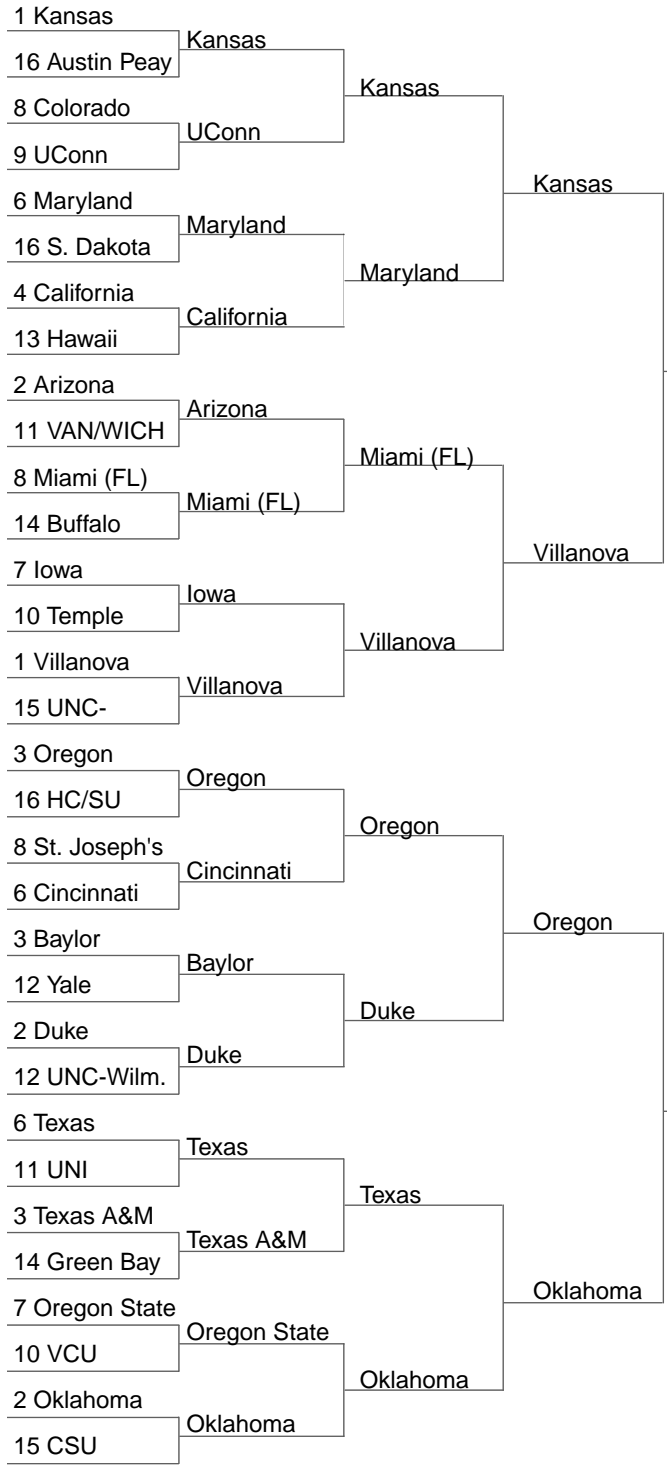 1 Kansas
16 Austin Peay
8 Colorado
9 UConn
6 Maryland
16 S. Dakota
4 California
13 Hawaii
2 Arizona
11 VAN/WICH
8 Miami (FL)
14 Buffalo
7 Iowa
10 Temple
1 Villanova
15 UNC-
3 Oregon
16 HC/SU
8 St. Joseph's
6 Cincinnati
3 Baylor
12 Yale
2 Duke
12 UNC-Wilm.
6 Texas
11 UNI
3 Texas A&M
14 Green Bay
7 Oregon State
10 VCU
2 Oklahoma
15 CSU
Kansas
UConn
Maryland
California
Arizona
Miami (FL)
Iowa
Villanova
Oregon
Cincinnati
Baylor
Duke
Texas
Texas A&M
Oregon State
Oklahoma
Kansas
Maryland
Miami (FL)
Villanova
Oregon
Duke
Texas
Oklahoma
Kansas
Villanova
Oregon
Oklahoma